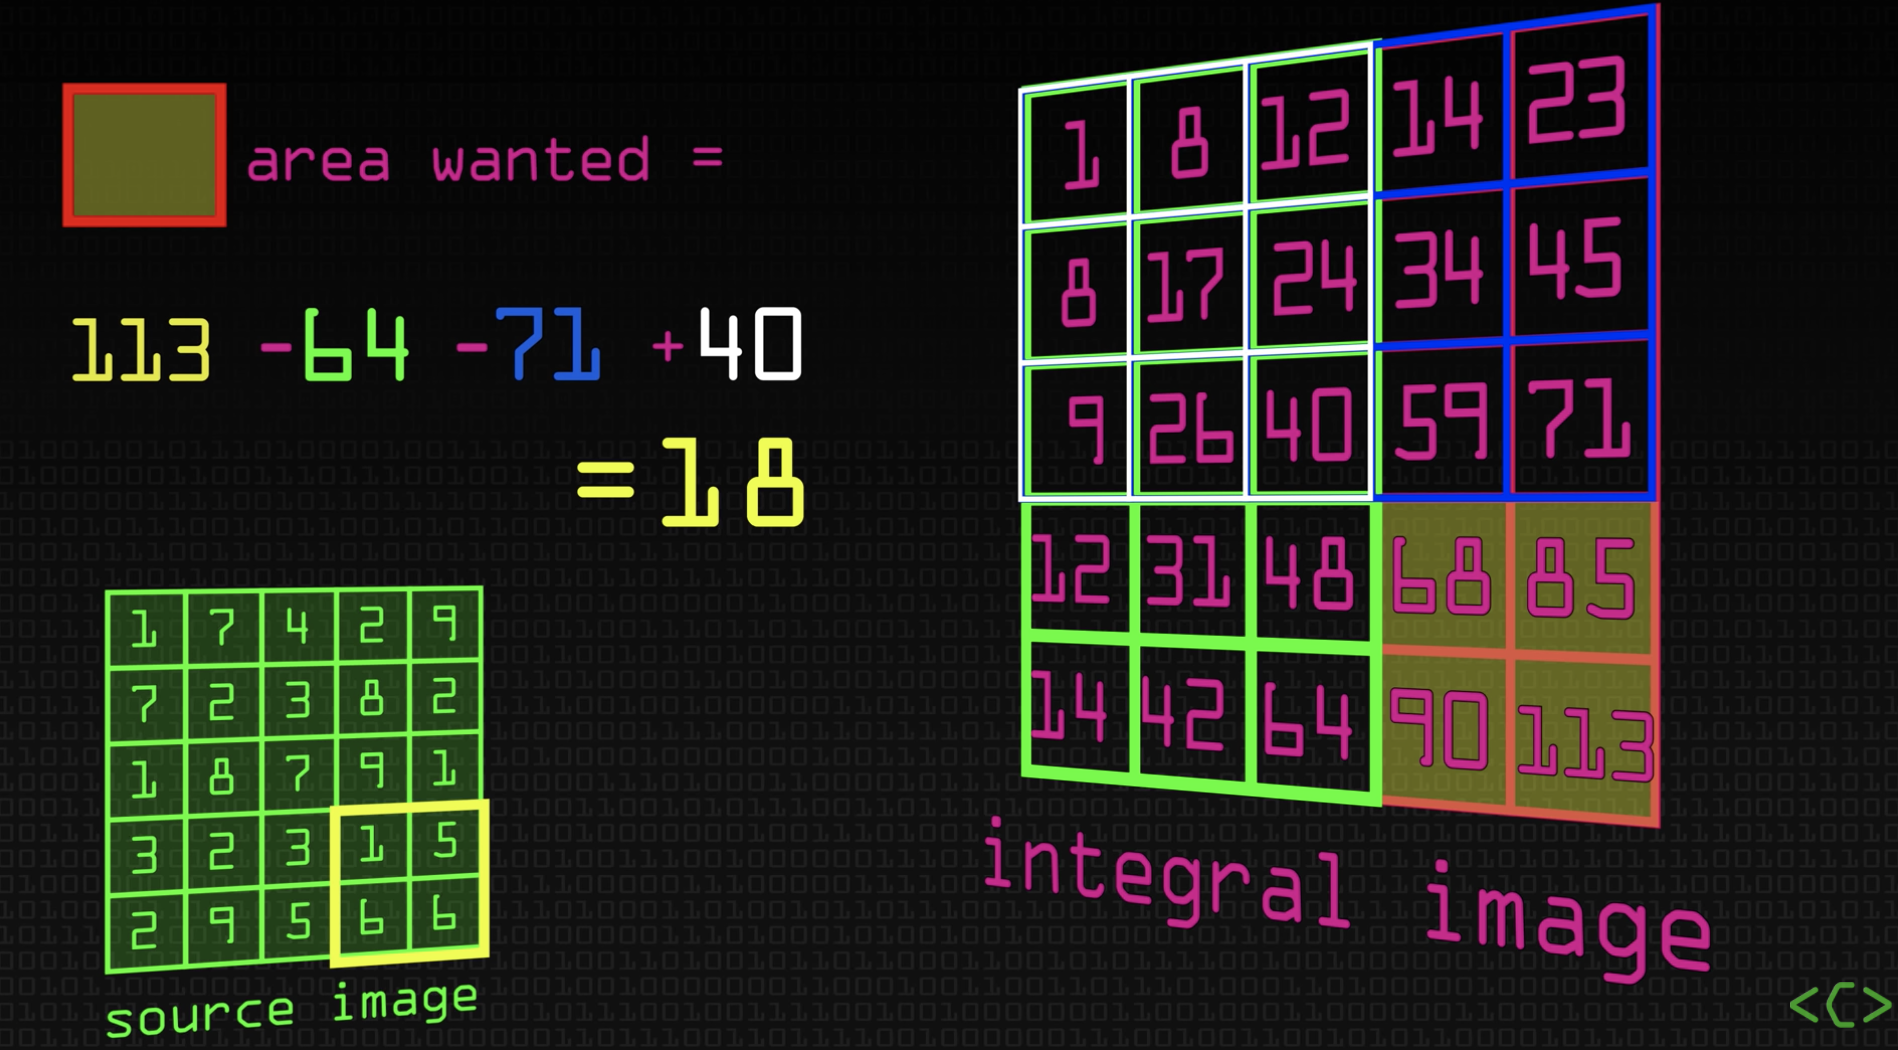 area wanted =
113 -64 -71 +40
=18
1 7 4 2 9
7 2 3 8 2
1 8 7 9 1
3 2 3 1 5
2 9 5 6 6
source image
1 8 12 14 23
8 17 24 34 45
9 26 40 59 71
12 31 48 68 85
14 42 64 90 113
integral image
<C>